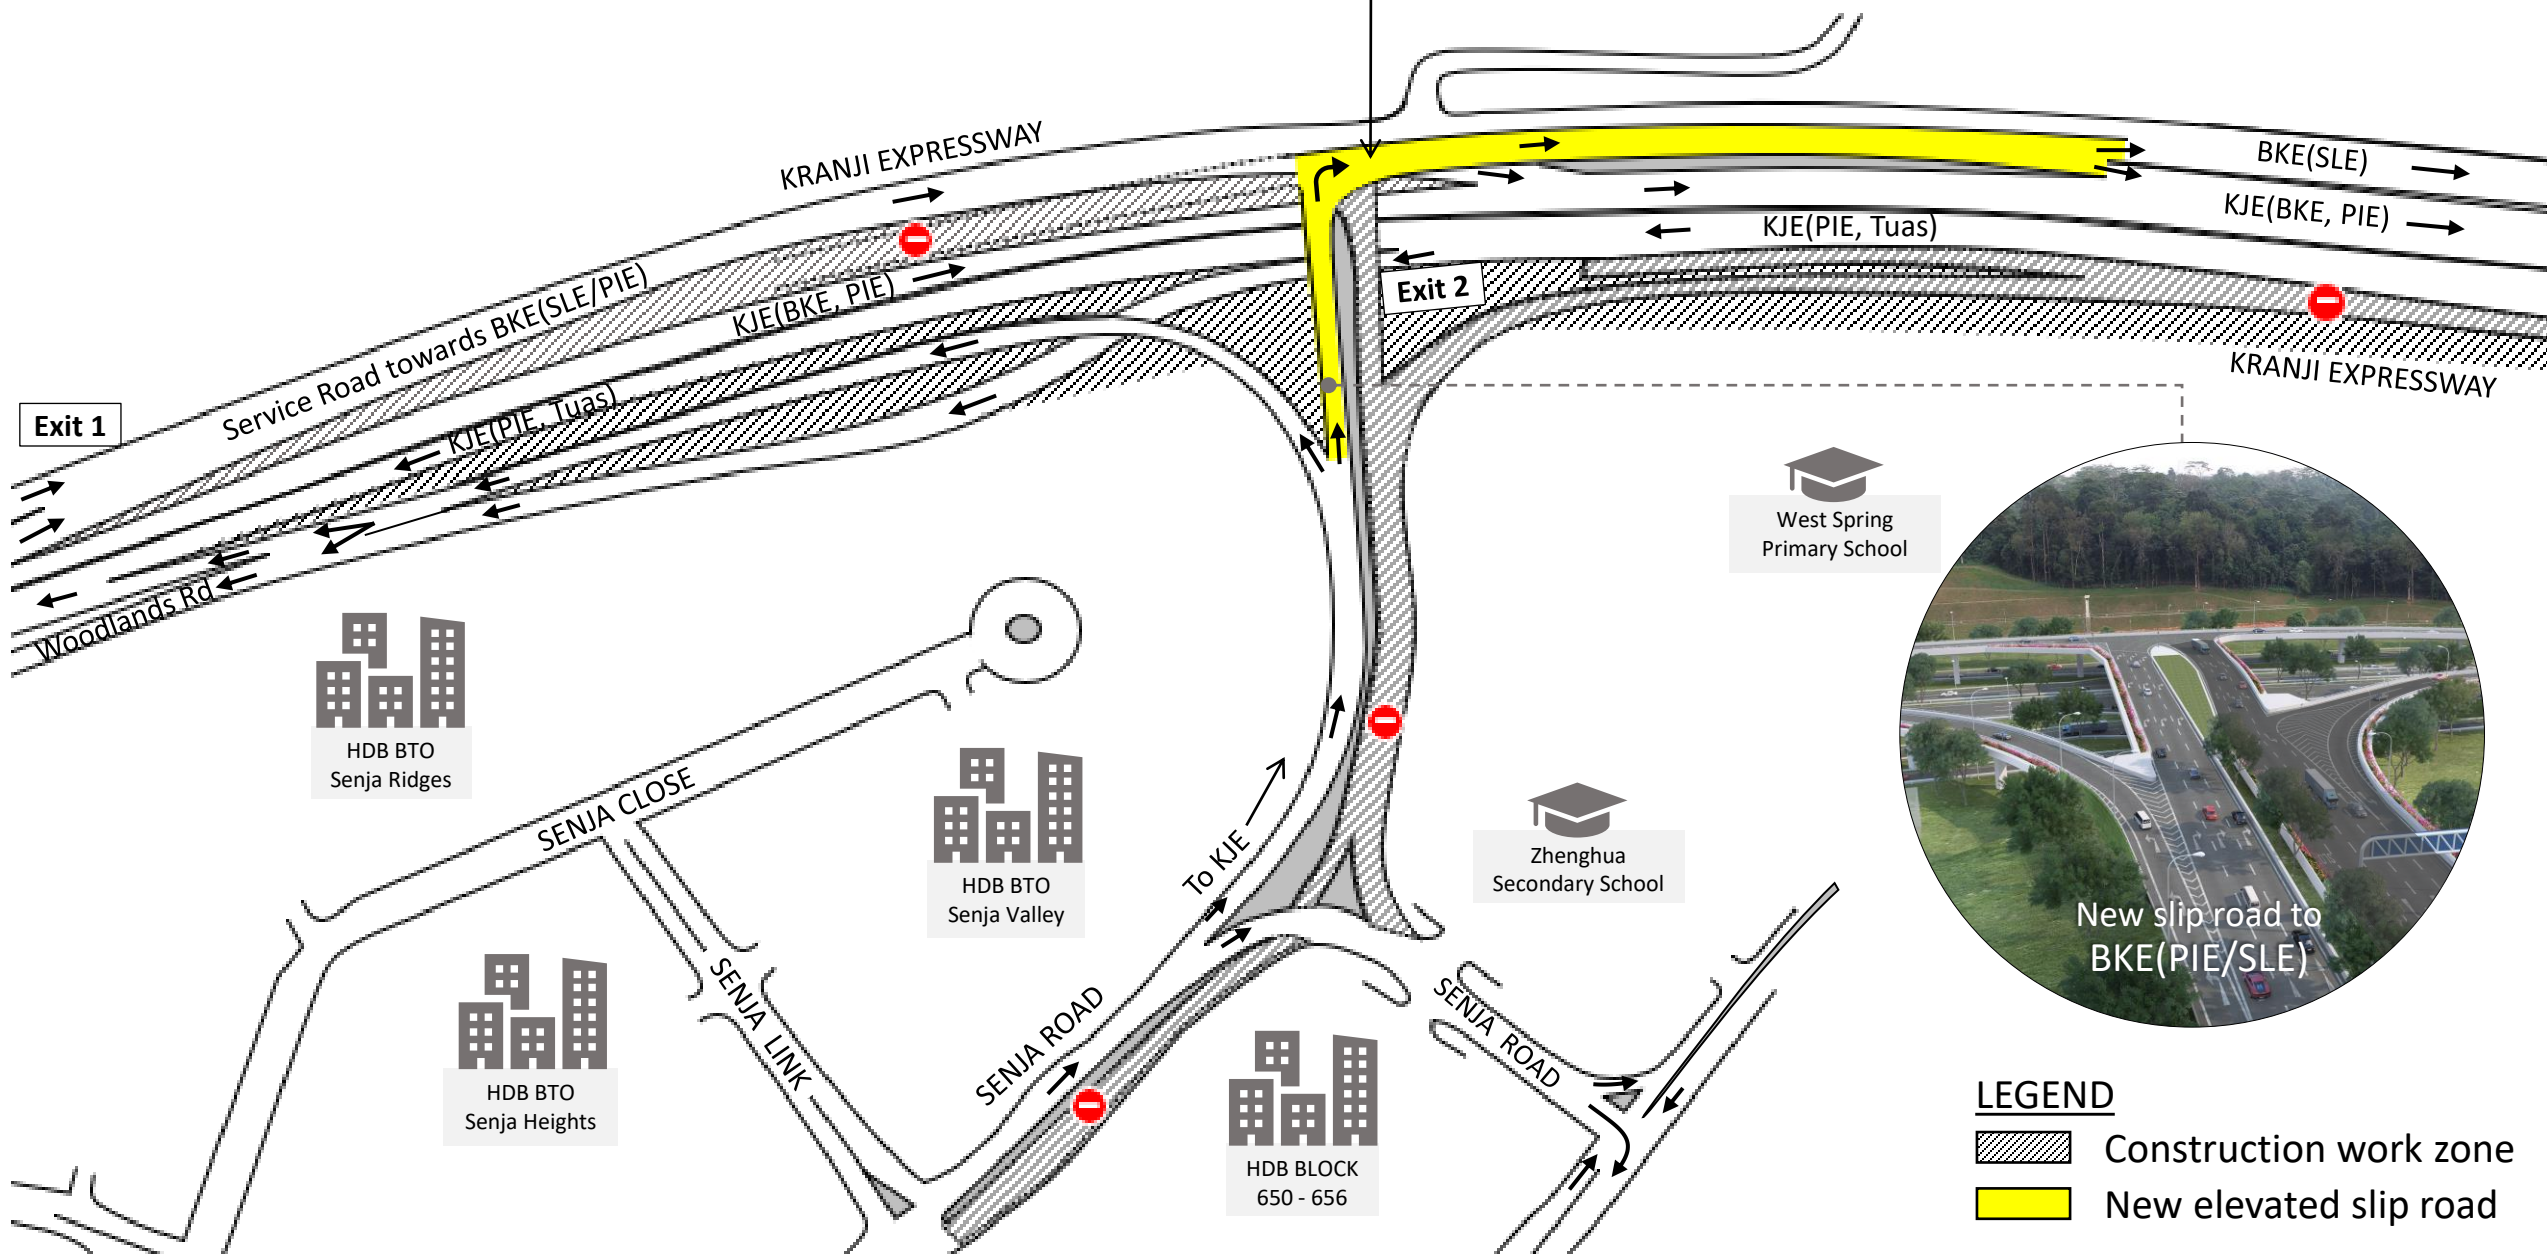 KRANJI EXPRESSWAY
BKE(SLE)
KJE(BKE, PIE)
KJE(PIE, Tuas)
Service Road towards BKE(SLE/PIE)
KJE(BKE, PIE)
Exit 2
KRANJI EXPRESSWAY
Exit 1
KJE(PIE, Tuas)
West Spring
Primary School
Woodlands Rd
HDB BTO
Senja Ridges
SENJA CLOSE
HDB BTO
Senja Valley
To KJE
Zhenghua
Secondary School
New slip road to
BKE(PIE/SLE)
SENJA LINK
SENJA ROAD
SENJA ROAD
HDB BTO
Senja Heights
HDB BLOCK
650 - 656
LEGEND
Construction work zone
New elevated slip road